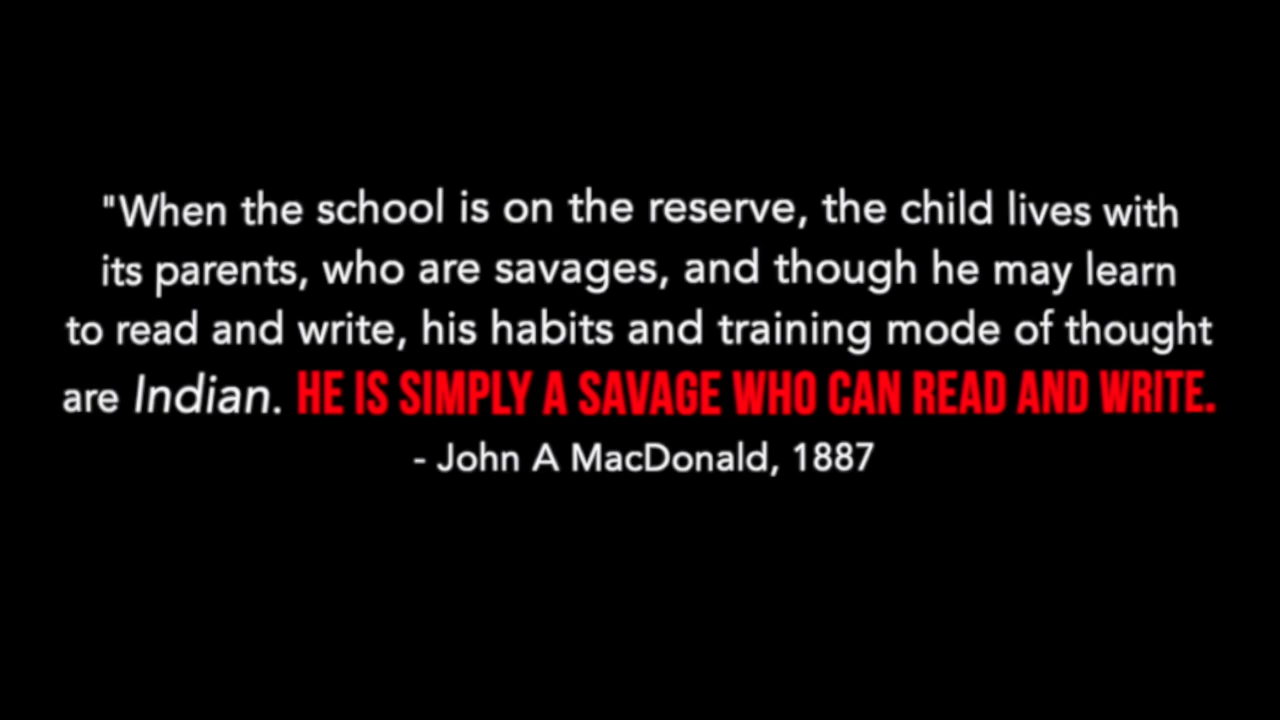 "When the school is on the reserve, the child lives with
its parents, who are savages, and though he may learn
to read and write, his habits and training mode of thought
are Indian. HE IS SIMPLY A SAVAGE WHO CAN READ AND WRITE.
- John A MacDonald, 1887